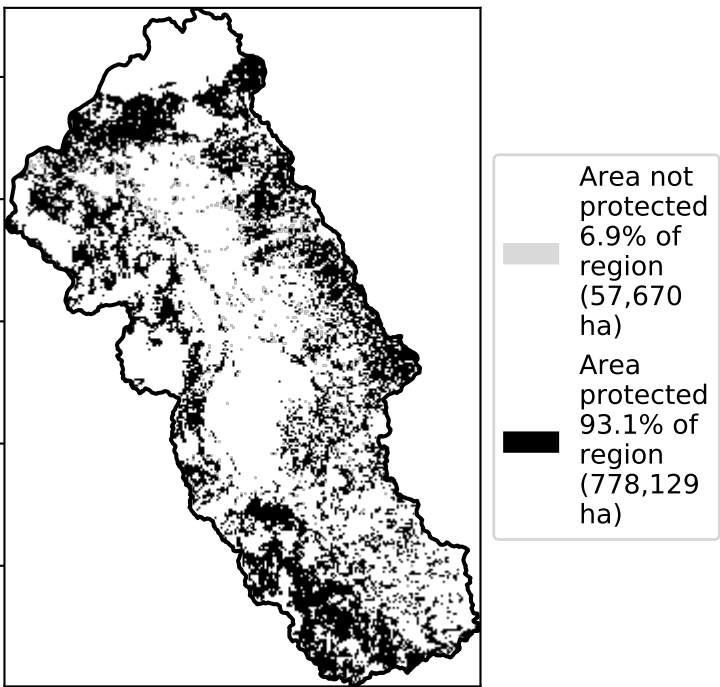 Area not
protected
6.9% of
region
(57,670
ha)
Area
protected
93.1% of
region
(778,129
ha)